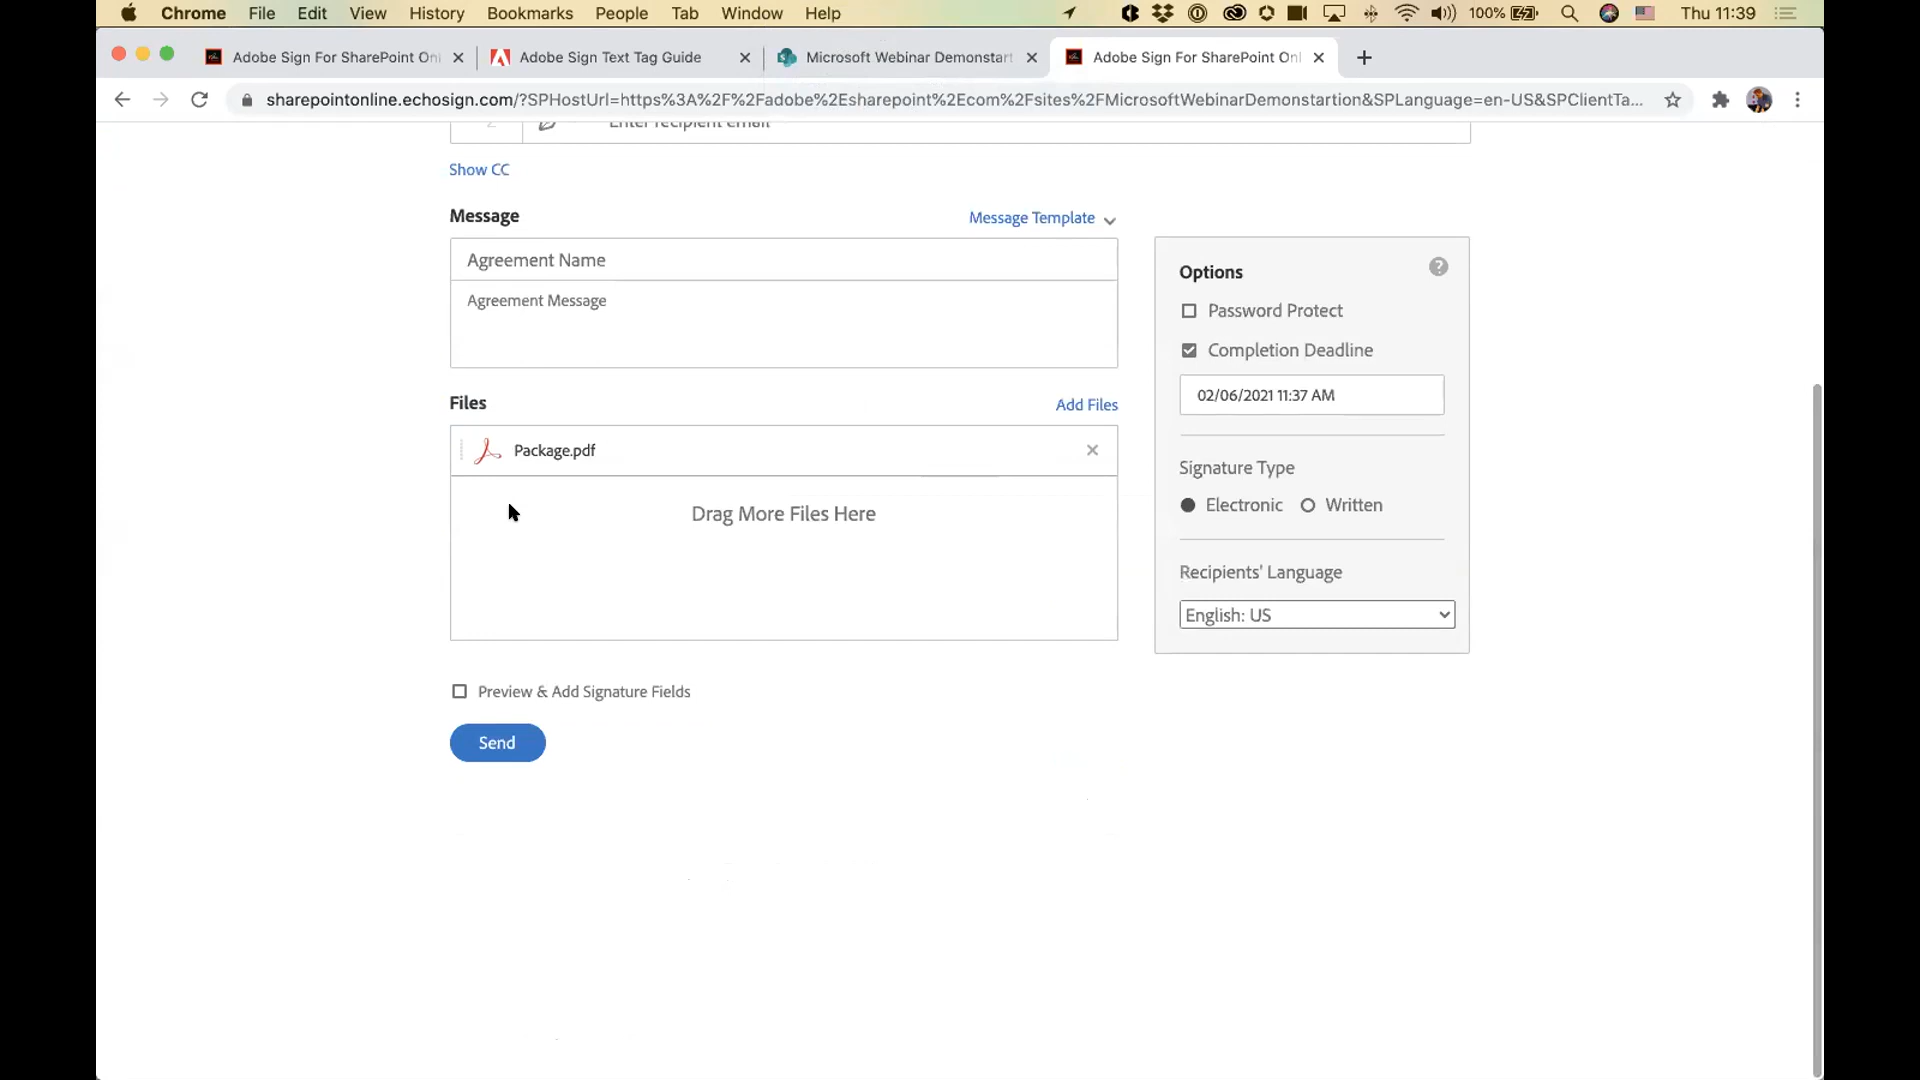 Chrome File Edit View History Bookmarks People Tab Window Help 100% Thu 11:39
Adobe Sign For SharePoint Onl Adobe Sign Text Tag Guide Microsoft Webinar Demonstart Adobe Sign For SharePoint Onl
sharepointonline.echosign.com/?SPHostUrl=https%3A%2F%2Fadobe%2Esharepoint%2Ecom%2Fsites%2FMicrosoftWebinarDemonstartion&SPLanguage=en-US&SPClientTa...
2 Enter recipient email
Show CC
Message Message Template
Agreement Name
Agreement Message
Options
Password Protect
Completion Deadline
02/06/2021 11:37 AM
Files Add Files
Package.pdf
Drag More Files Here
Signature Type
Electronic Written
Recipients' Language
English: US
Preview & Add Signature Fields
Send